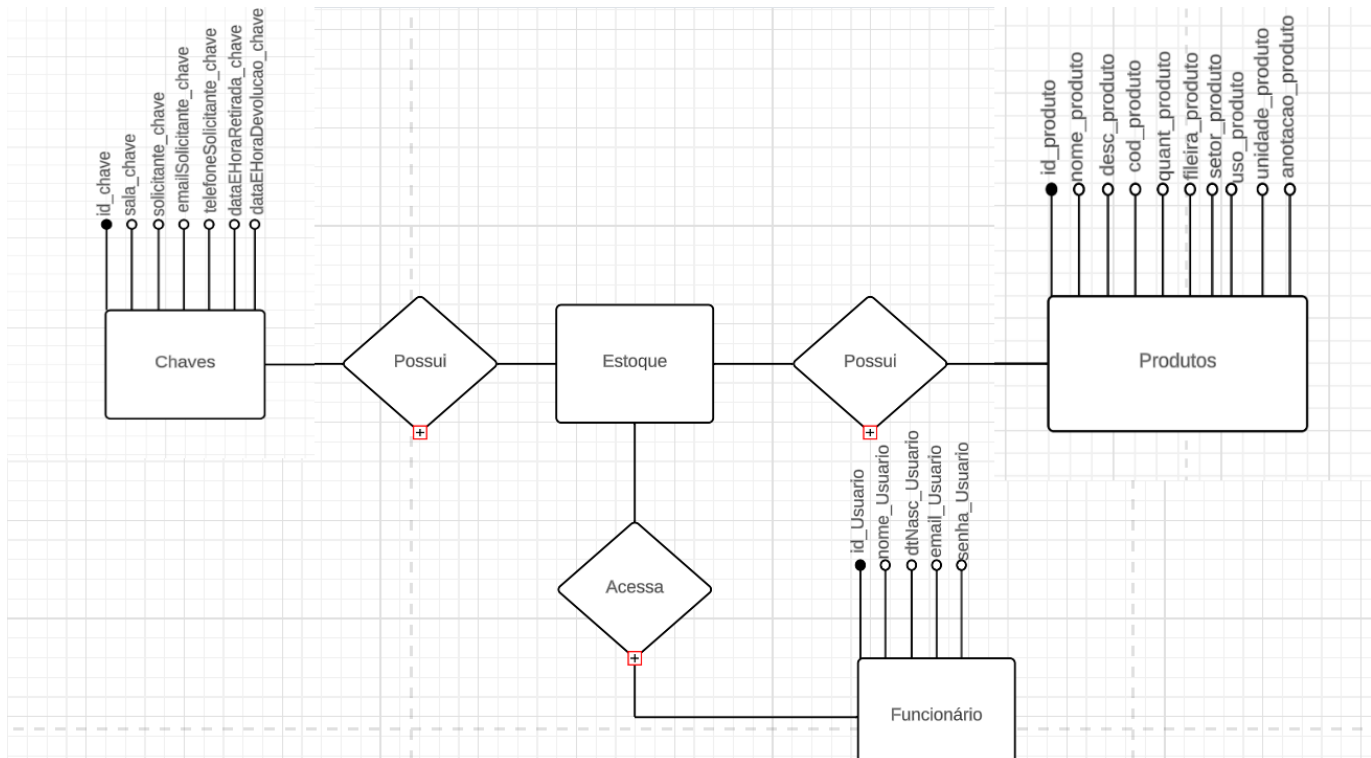 id_chave
sala_chave
solicitante_chave
emailSolicitante_chave
telefoneSolicitante_chave
dataEHoraRetirada_chave
dataEHoraDevolucao_chave
id_produto
nome_produto
desc_produto
cod_produto
quant_produto
fileira_produto
setor_produto
uso_produto
unidade_produto
anotacao_produto
Chaves
Possui
Estoque
Possui
Produtos
id_Usuario
nome_Usuario
dtNasc_Usuario
email_Usuario
senha_Usuario
Acessa
Funcionário